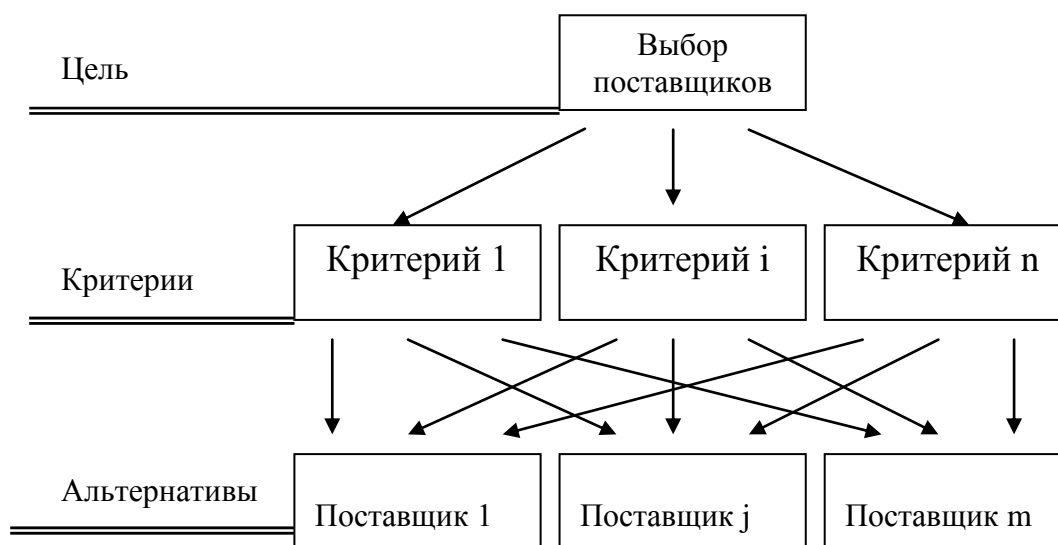 Цель
Выбор
поставщиков
Критерии
Критерий 1
Критерий i
Критерий n
Альтернативы
Поставщик 1
Поставщик j
Поставщик m